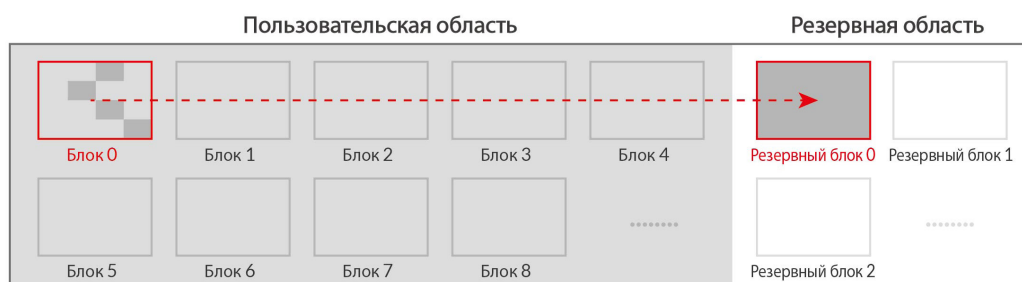 Пользовательская область
Резервная область
Блок 0
Блок 1
Блок 2
Блок 3
Блок 4
Резервный блок 0
Резервный блок 1
Блок 5
Блок 6
Блок 7
Блок 8
Резервный блок 2